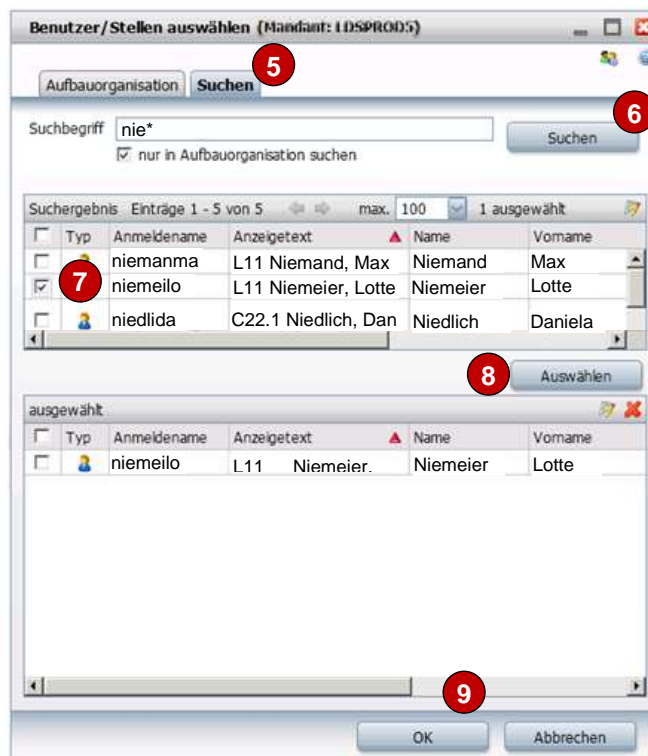 Benutzer/Stellen auswählen (Mandant: LDSPROD5)
5
Aufbauorganisation Suchen
6
Suchbegriff nie* Suchen
nur in Aufbauorganisation suchen
Suchergebnis Einträge 1 - 5 von 5 max. 100 1 ausgewählt
Typ Anmeldename Anzeigetext Name Vorname
niemanma L11 Niemand, Max Niemand Max
7 niemeilo L11 Niemeier, Lotte Niemeier Lotte
niedlida C22.1 Niedlich, Dan Niedlich Daniela
8 Auswählen
ausgewählt
Typ Anmeldename Anzeigetext Name Vorname
niemeilo L11 Niemeier, Niemeier Lotte
9
OK Abbrechen